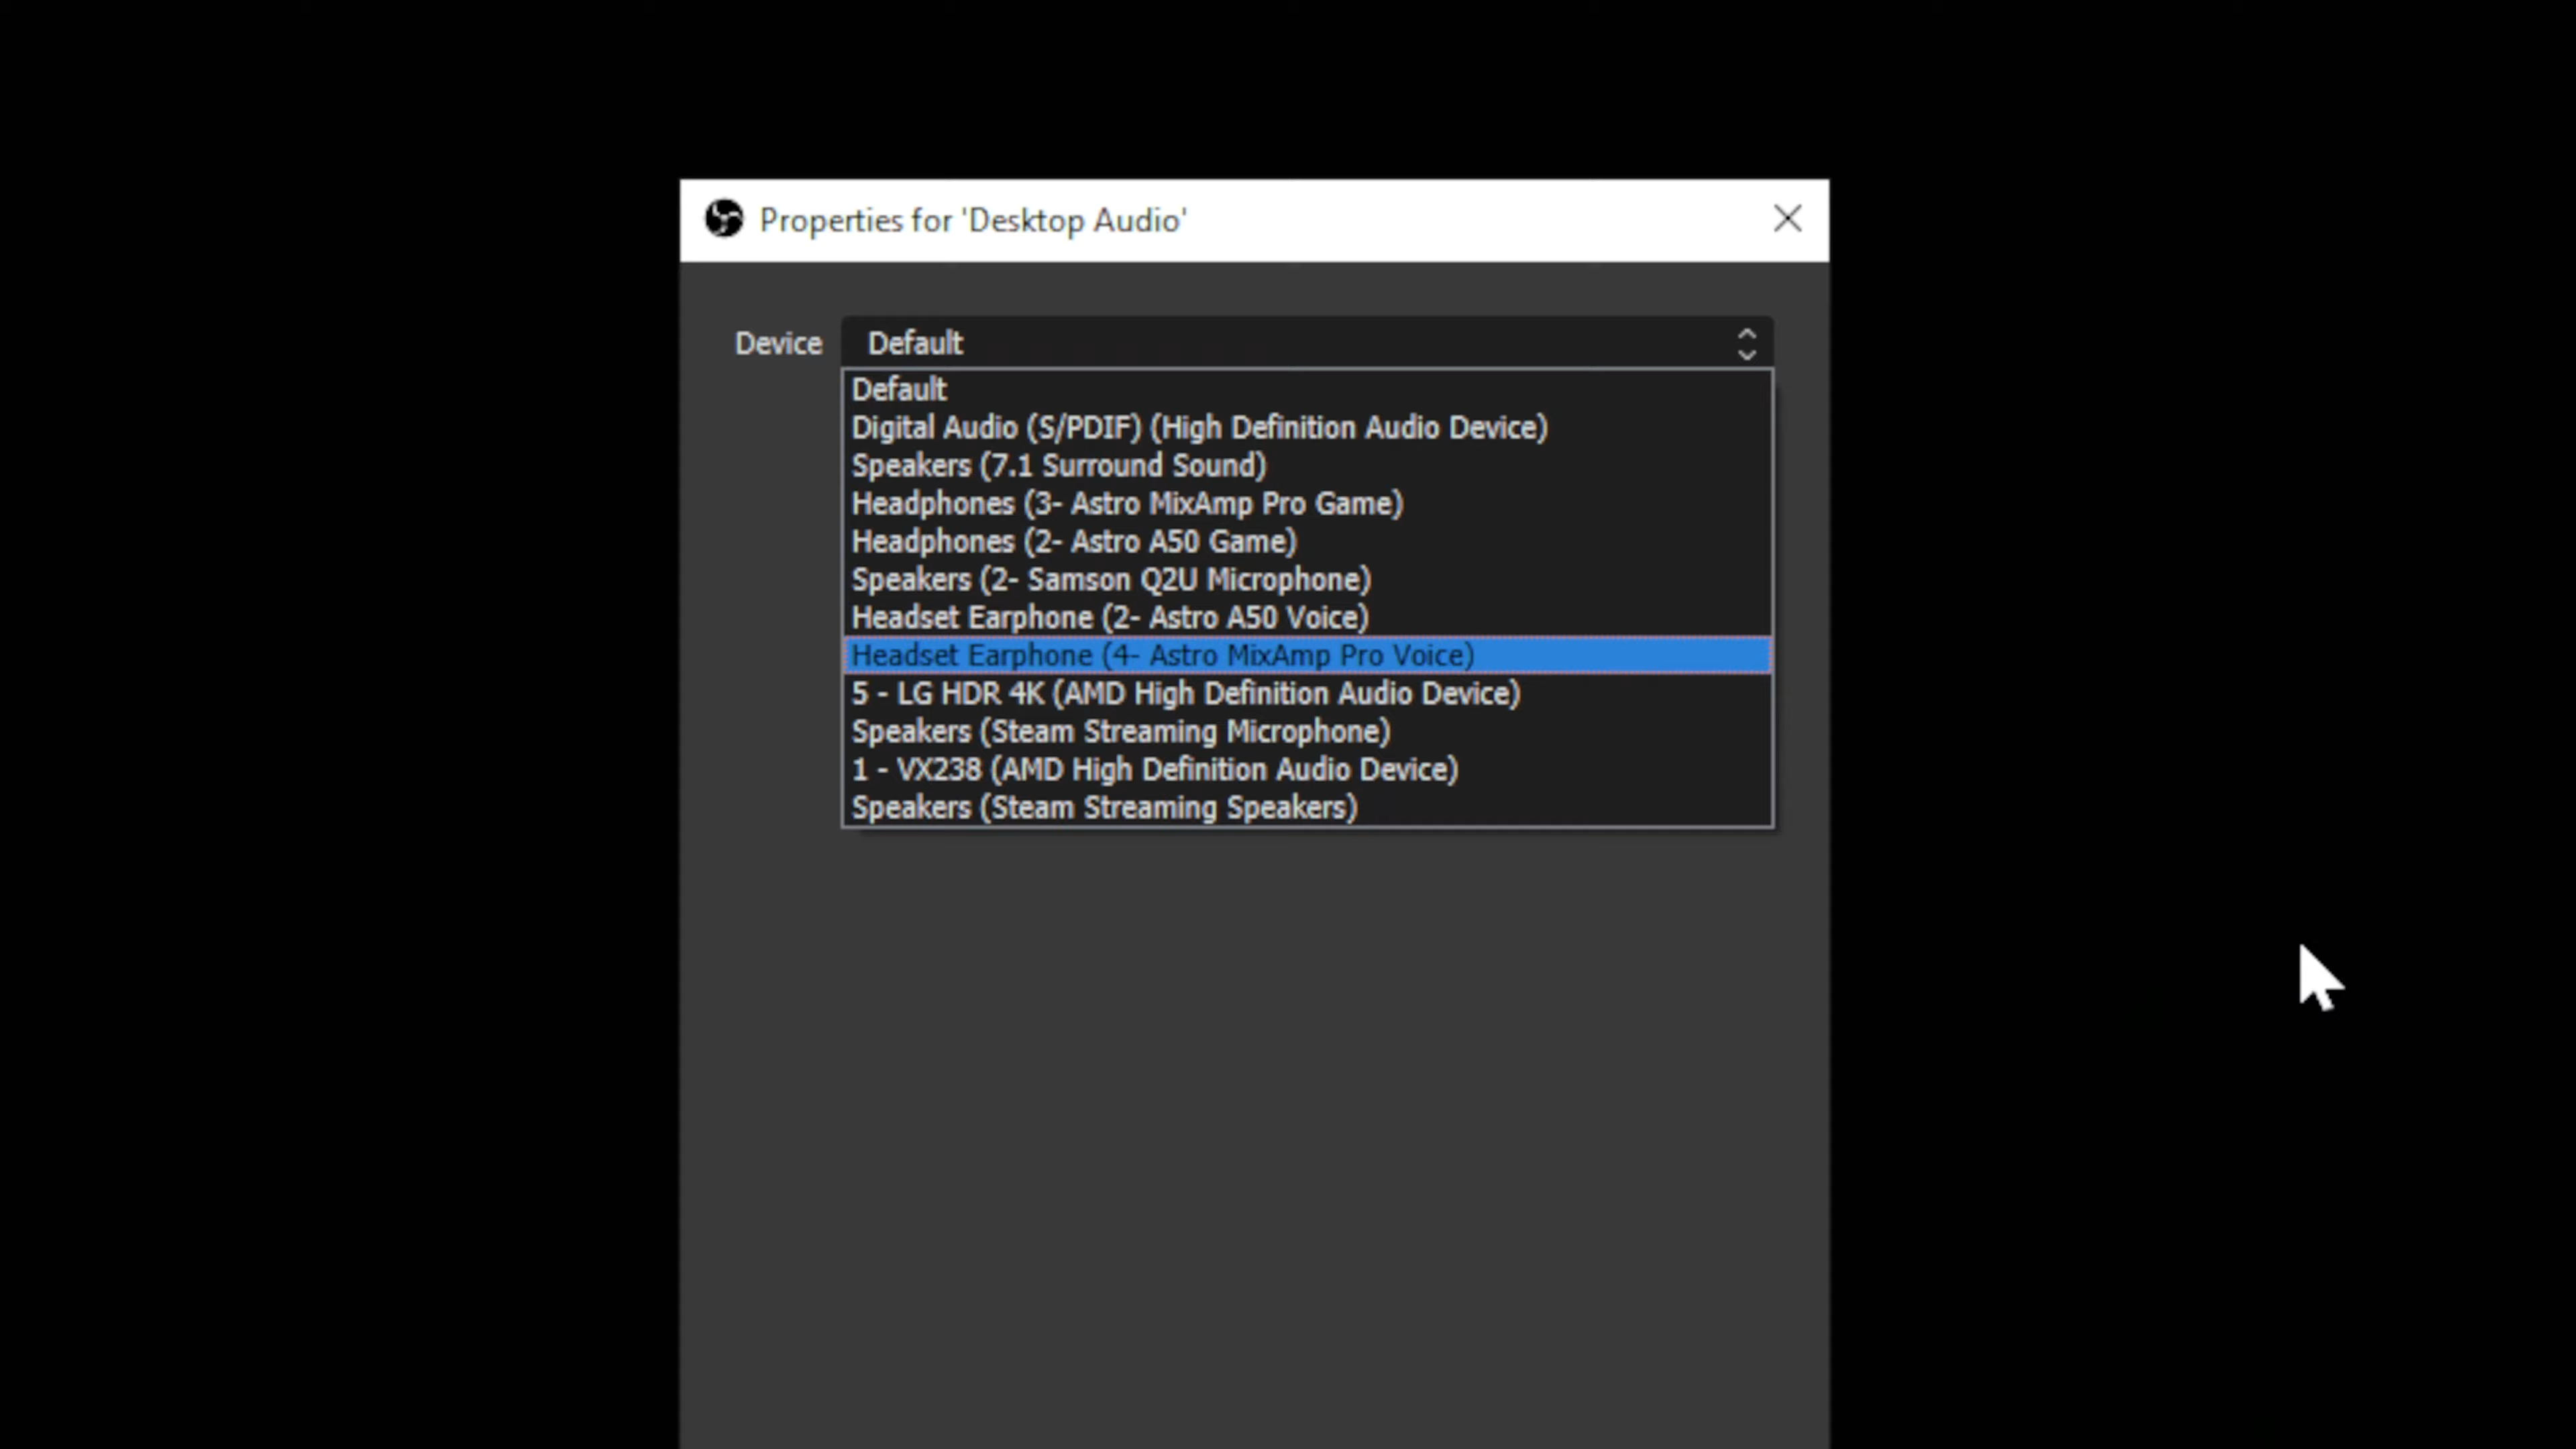 Properties for 'Desktop Audio'
Device Default
Default
Digital Audio (S/PDIF) (High Definition Audio Device)
Speakers (7.1 Surround Sound)
Headphones (3- Astro MixAmp Pro Game)
Headphones (2- Astro A50 Game)
Speakers (2- Samson Q2U Microphone)
Headset Earphone (2- Astro A50 Voice)
Headset Earphone (4- Astro MixAmp Pro Voice)
5 - LG HDR 4K (AMD High Definition Audio Device)
Speakers (Steam Streaming Microphone)
1 - VX238 (AMD High Definition Audio Device)
Speakers (Steam Streaming Speakers)